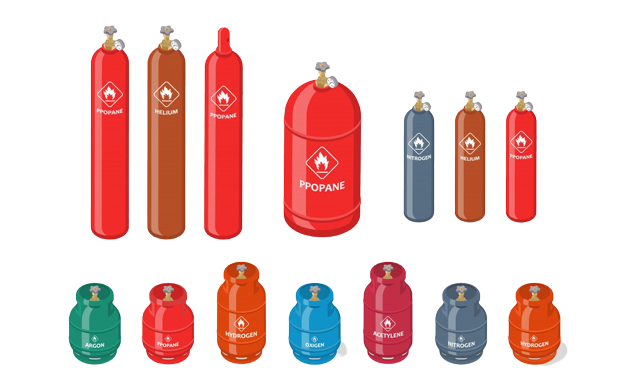 PPOPANE
HELIUM
PPOPANE
PPOPANE
NITROGEN
HELIUM
PPOPANE
ARGON
PPOPANE
HYDROGEN
OXIGEN
ACETYLENE
NITROGEN
HYDROGEN